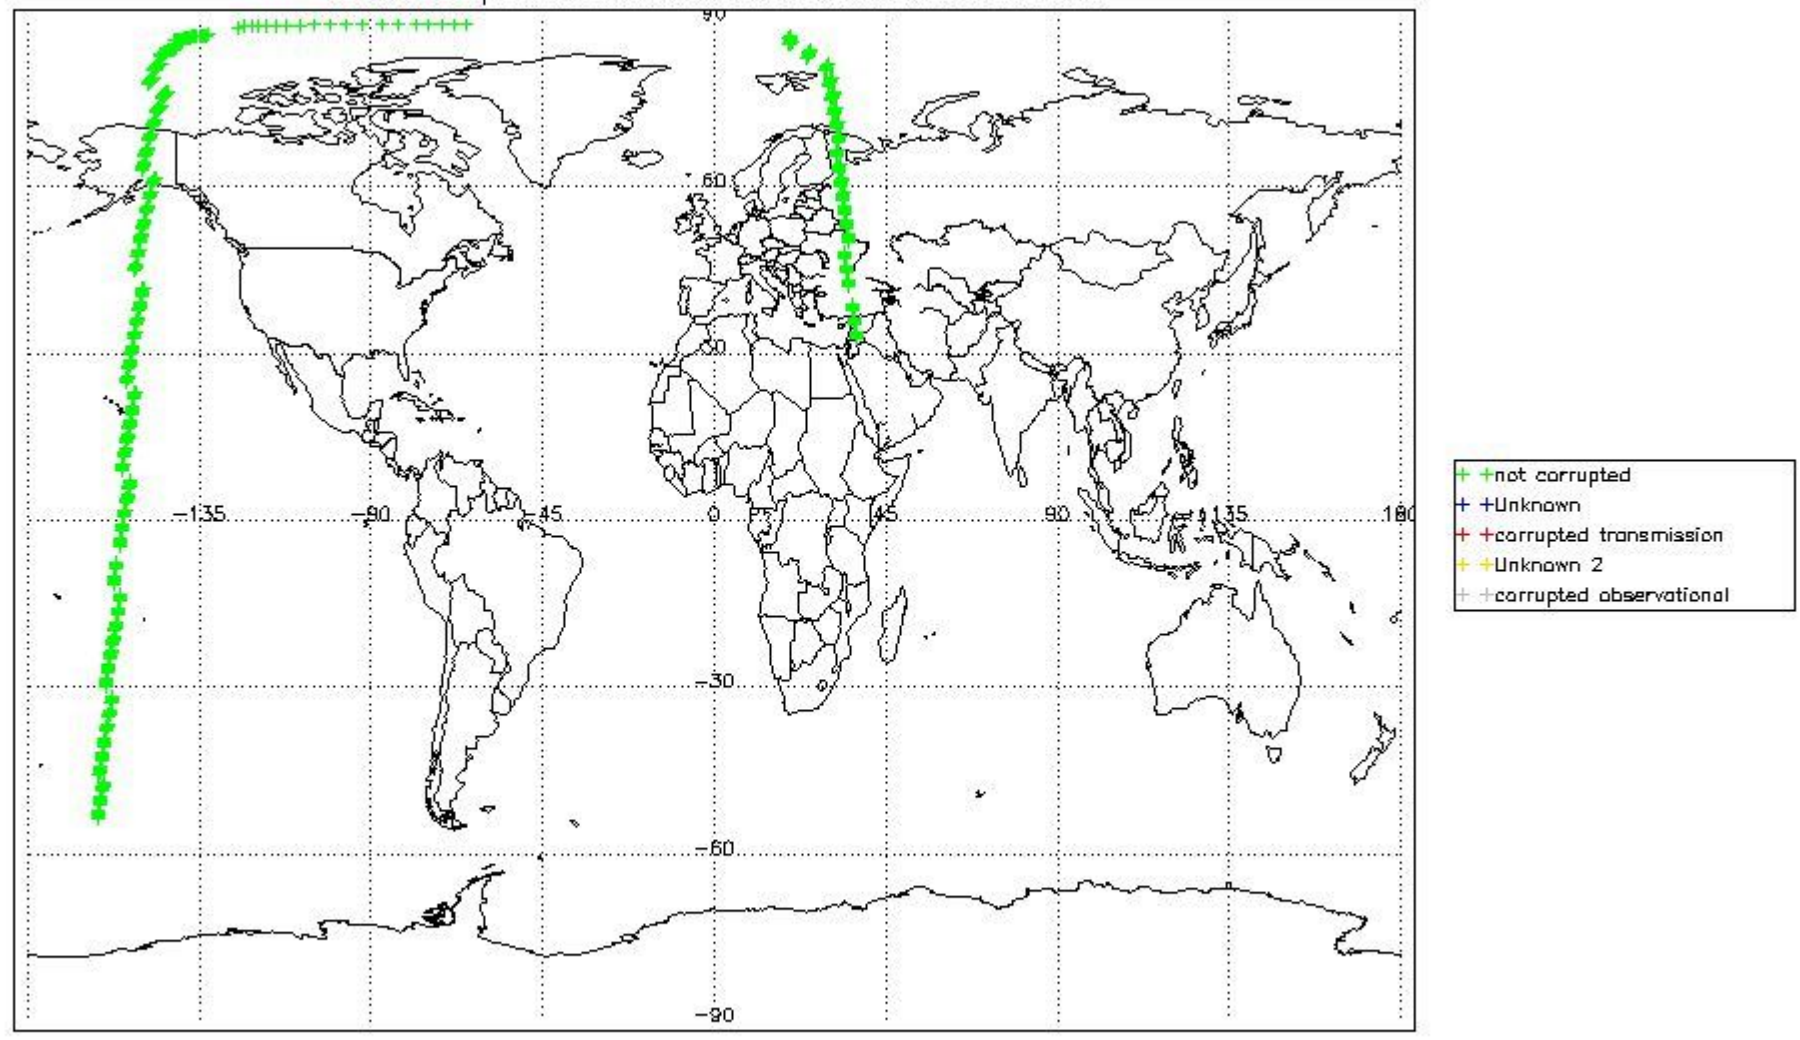 90
60
30
-135
-90
-45
0
45
90
135
180
-30
-60
-90
not corrupted
Unknown
corrupted transmission
Unknown 2
corrupted observational